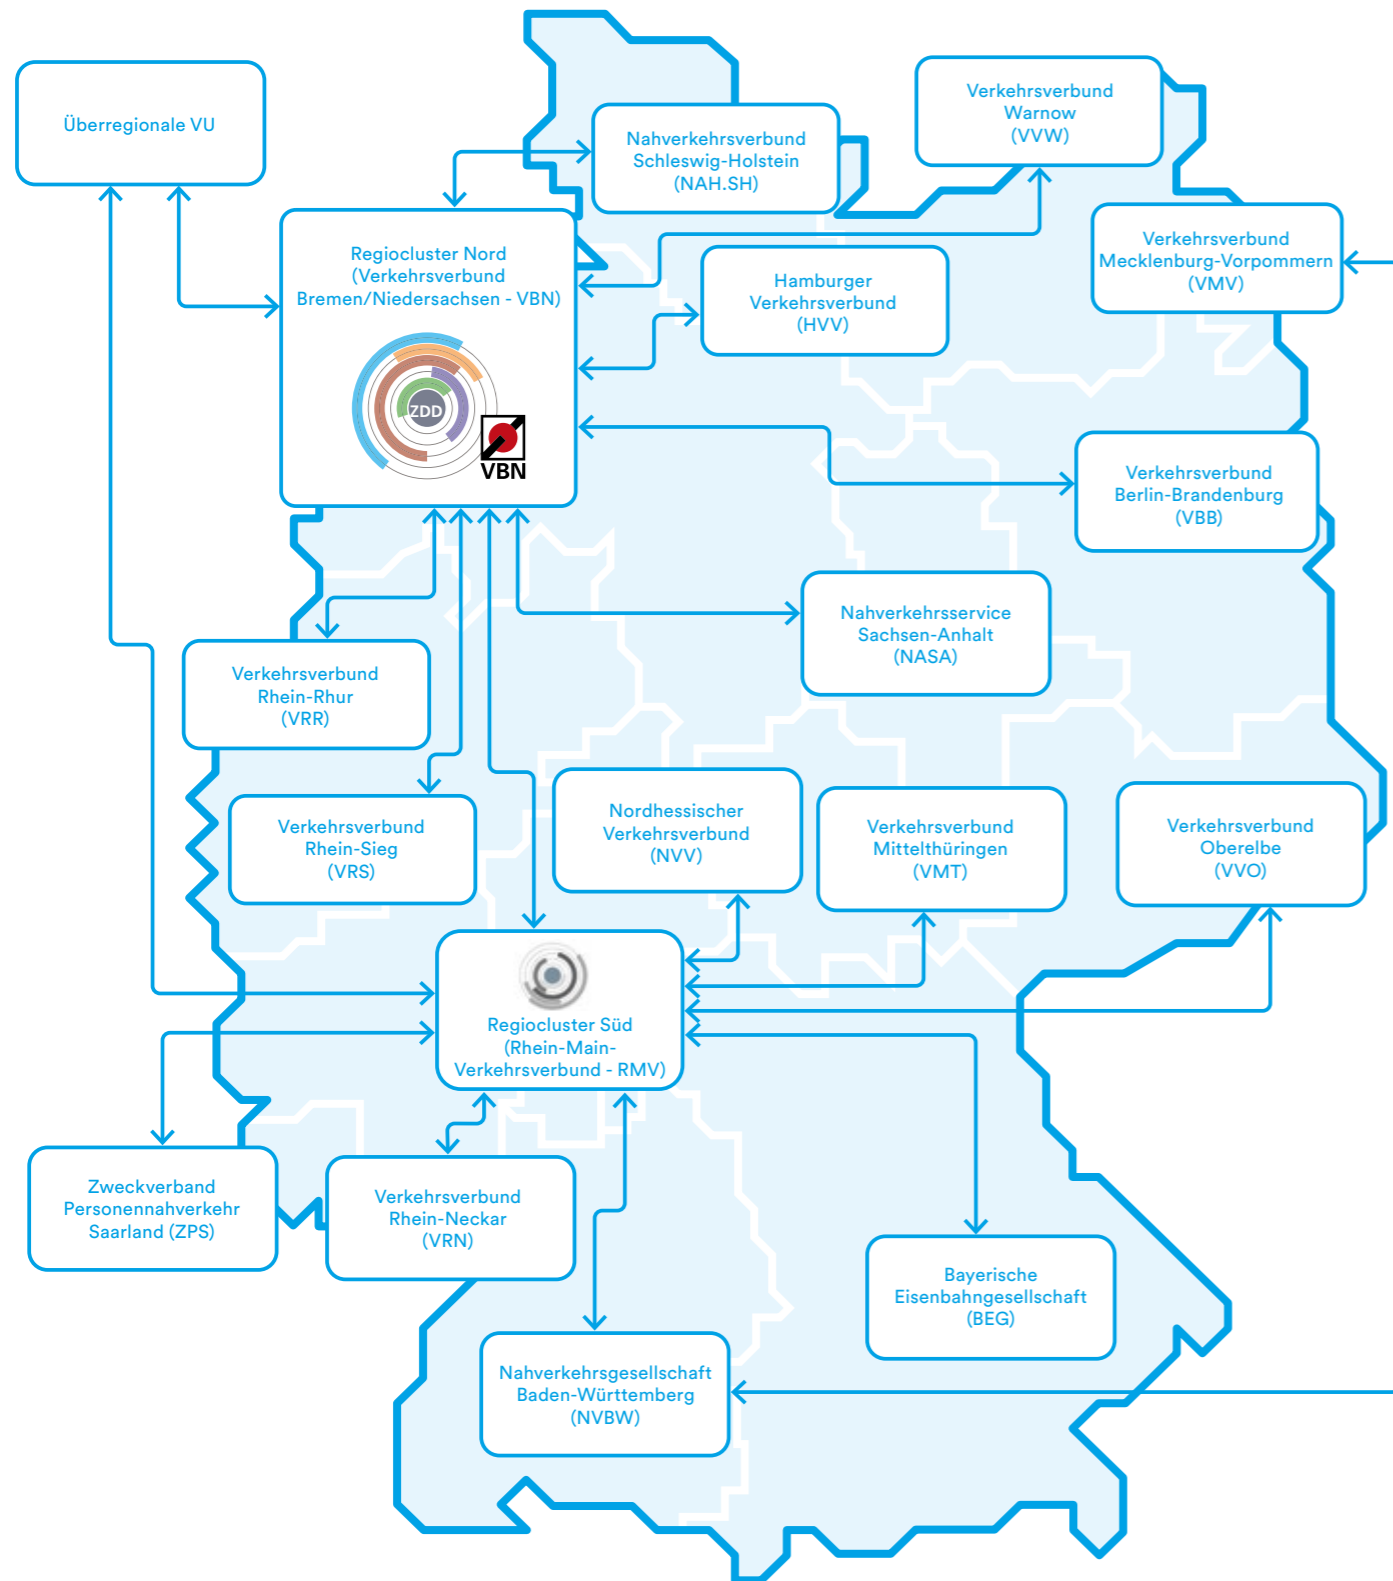 Überregionale VU
Nahverkehrsverbund
Schleswig-Holstein
(NAH.SH)
Verkehrsverbund
Warnow
(VVW)
Verkehrsverbund
Mecklenburg-Vorpommern
(VMV)
Regiocluster Nord
(Verkehrsverbund
Bremen/Niedersachsen - VBN)
ZDD
VBN
Hamburger
Verkehrsverbund
(HVV)
Verkehrsverbund
Berlin-Brandenburg
(VBB)
Nahverkehrsservice
Sachsen-Anhalt
(NASA)
Verkehrsverbund
Rhein-Rhur
(VRR)
Verkehrsverbund
Rhein-Sieg
(VRS)
Nordhessischer
Verkehrsverbund
(NVV)
Verkehrsverbund
Mittelthüringen
(VMT)
Verkehrsverbund
Oberelbe
(VVO)
Regiocluster Süd
(Rhein-Main-
Verkehrsverbund - RMV)
Zweckverband
Personennahverkehr
Saarland (ZPS)
Verkehrsverbund
Rhein-Neckar
(VRN)
Bayerische
Eisenbahngesellschaft
(BEG)
Nahverkehrsgesellschaft
Baden-Württemberg
(NVBW)